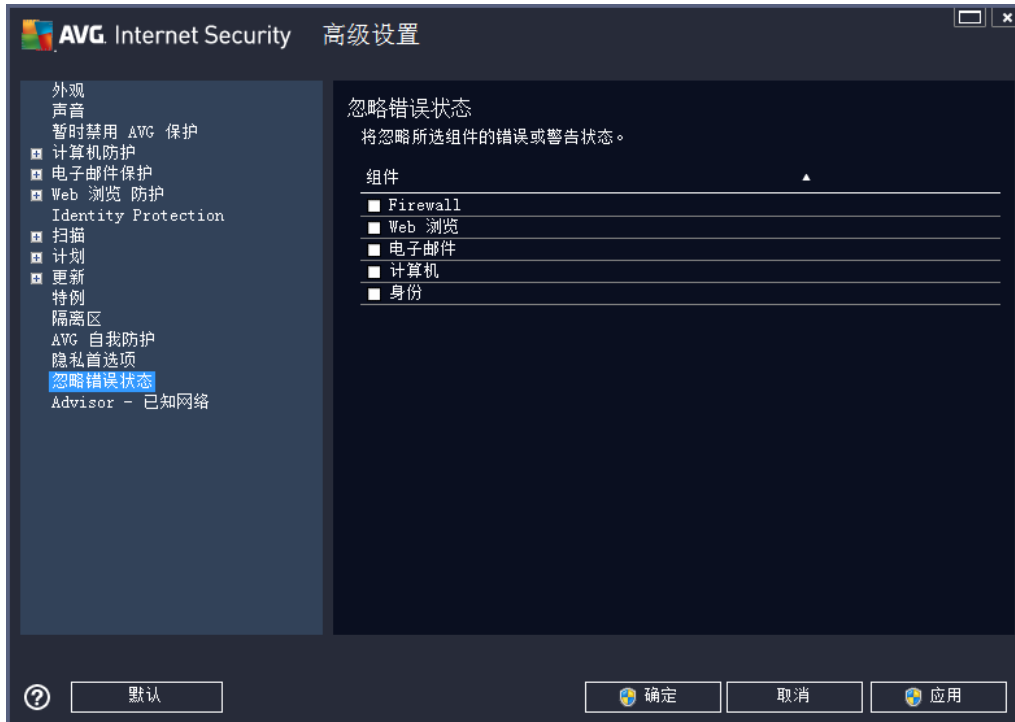 AVG. Internet Security 高级设置
外观
声音
暂时禁用 AVG 保护
计算机防护
电子邮件保护
Web 浏览 防护
Identity Protection
扫描
计划
更新
特例
隔离区
AVG 自我防护
隐私首选项
忽略错误状态
Advisor - 已知网络
忽略错误状态
将忽略所选组件的错误或警告状态。
组件
Firewall
Web 浏览
电子邮件
计算机
身份
默认
确定
取消
应用